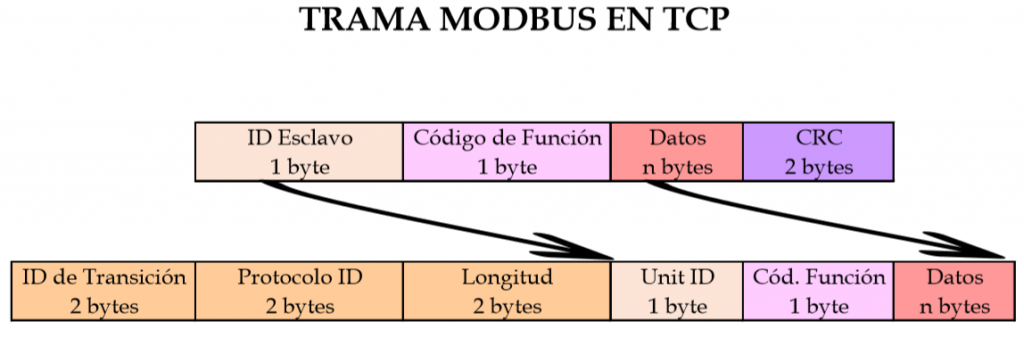 TRAMA MODBUS EN TCP
ID Esclavo Código de Función Datos CRC
1 byte 1 byte n bytes 2 bytes
ID de Transición Protocolo ID Longitud Unit ID Cód. Función Datos
2 bytes 2 bytes 2 bytes 1 byte 1 byte n bytes